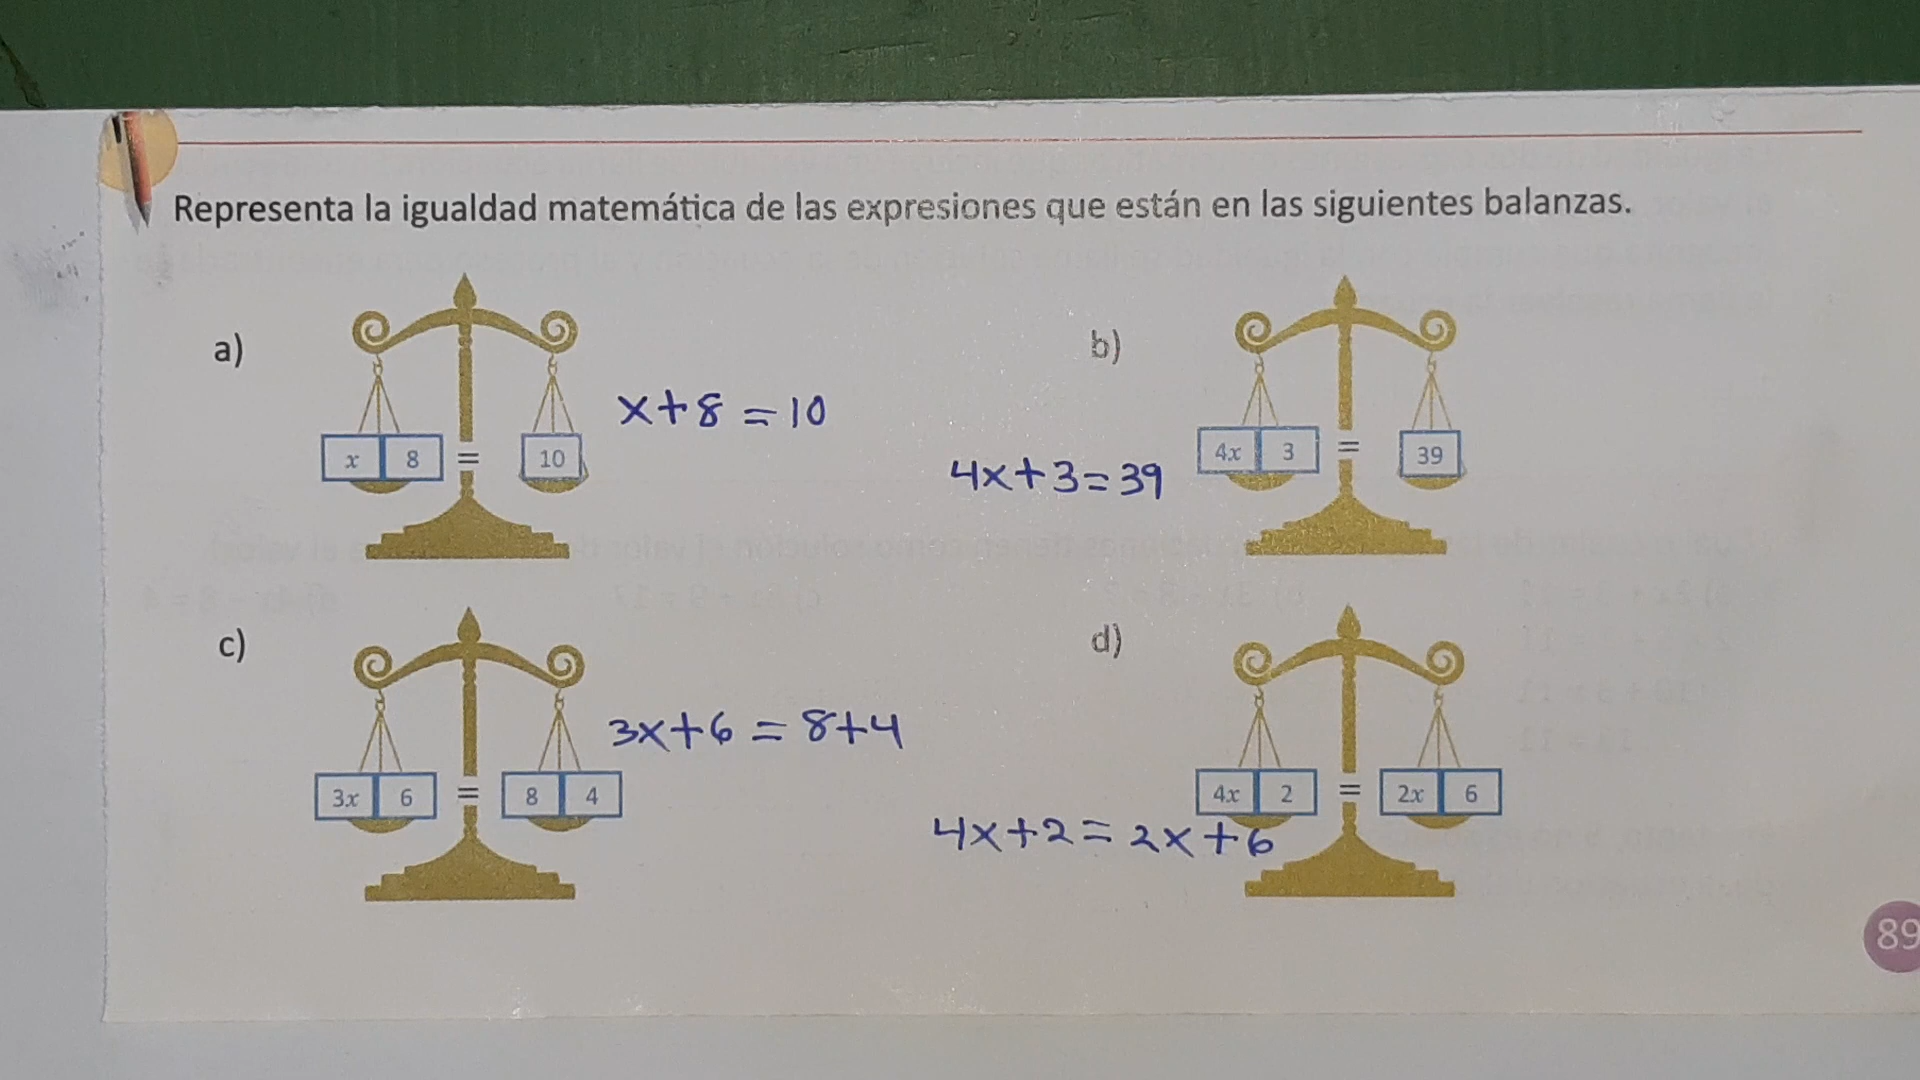 Representa la igualdad matemática de las expresiones que están en las siguientes balanzas.
a)
x 8 = 10
x+8 = 10
b)
4x 3 = 39
4x+3=39
c)
3x 6 = 8 4
3x+6 = 8+4
d)
4x 2 = 2x 6
4x+2= 2x+6
89